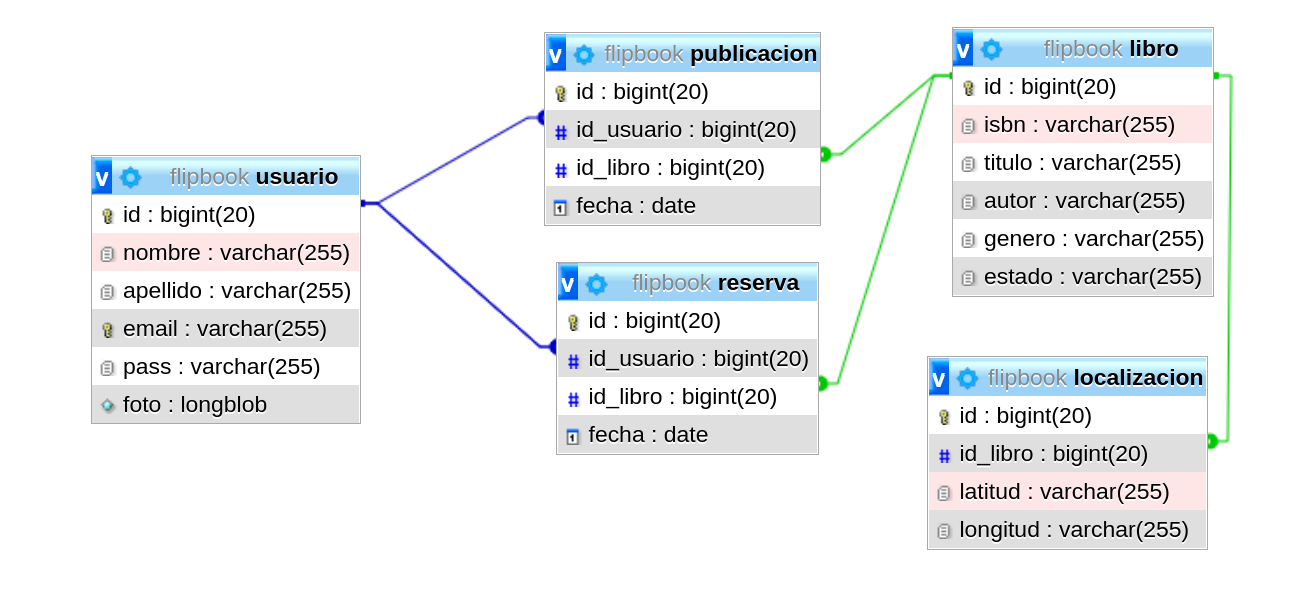 v flipbook usuario
id : bigint(20)
nombre : varchar(255)
apellido : varchar(255)
email : varchar(255)
pass : varchar(255)
foto : longblob
v flipbook publicacion
id : bigint(20)
# id_usuario : bigint(20)
# id_libro : bigint(20)
1 fecha : date
v flipbook reserva
id : bigint(20)
# id_usuario : bigint(20)
# id_libro : bigint(20)
1 fecha : date
v flipbook libro
id : bigint(20)
isbn : varchar(255)
titulo : varchar(255)
autor : varchar(255)
genero : varchar(255)
estado : varchar(255)
v flipbook localizacion
id : bigint(20)
# id_libro : bigint(20)
latitud : varchar(255)
longitud : varchar(255)